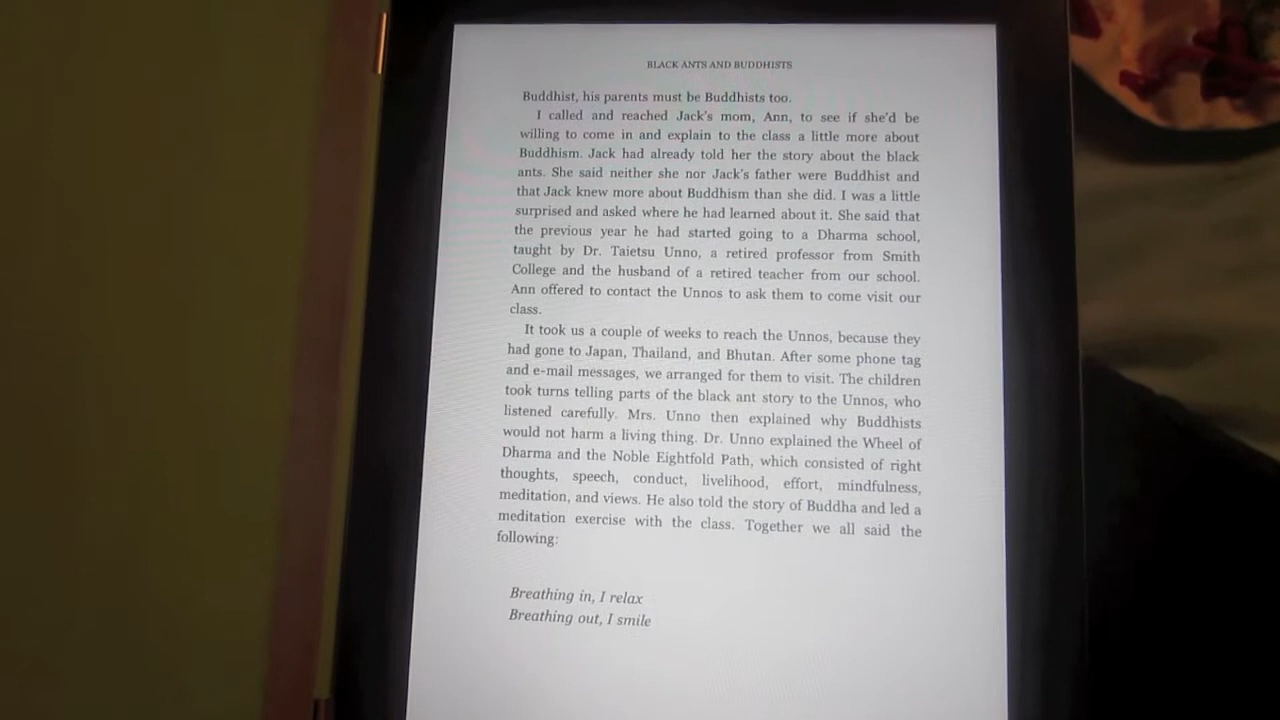 BLACK ANTS AND BUDDHISTS
Buddhist, his parents must be Buddhists too.
I called and reached Jack's mom, Ann, to see if she'd be
willing to come in and explain to the class a little more about
Buddhism. Jack had already told her the story about the black
ants. She said neither she nor Jack's father were Buddhist and
that Jack knew more about Buddhism than she did. I was a little
surprised and asked where he had learned about it. She said that
the previous year he had started going to a Dharma school,
taught by Dr. Taietsu Unno, a retired professor from Smith
College and the husband of a retired teacher from our school.
Ann offered to contact the Unnos to ask them to come visit our
class.
It took us a couple of weeks to reach the Unnos, because they
had gone to Japan, Thailand, and Bhutan. After some phone tag
and e-mail messages, we arranged for them to visit. The children
took turns telling parts of the black ant story to the Unnos, who
listened carefully. Mrs. Unno then explained why Buddhists
would not harm a living thing. Dr. Unno explained the Wheel of
Dharma and the Noble Eightfold Path, which consisted of right
thoughts, speech, conduct, livelihood, effort, mindfulness,
meditation, and views. He also told the story of Buddha and led a
meditation exercise with the class. Together we all said the
following:
Breathing in, I relax
Breathing out, I smile